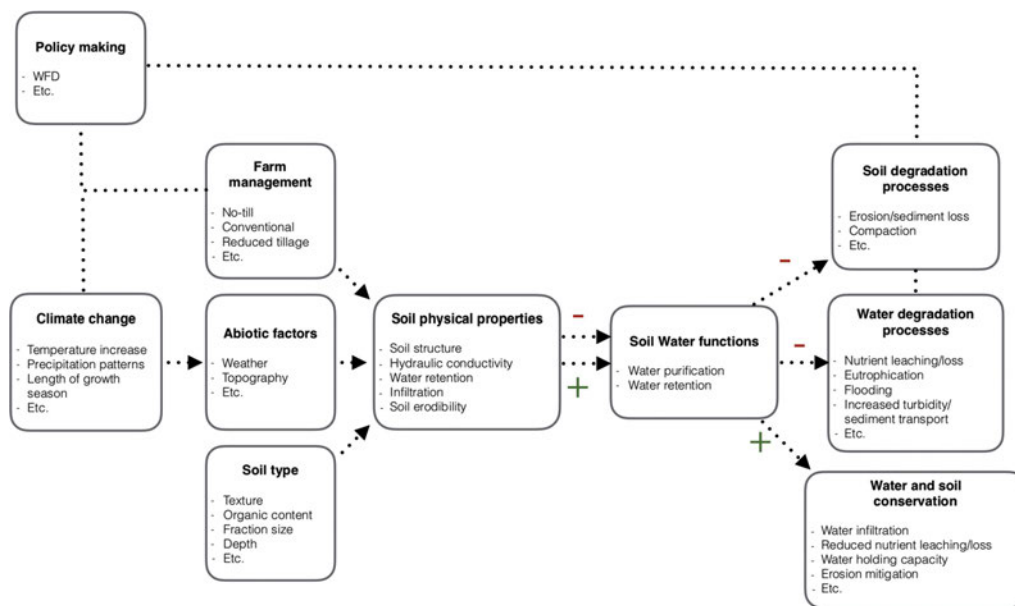 Policy making
- WFD
- Etc.
Farm
management
- No-till
- Conventional
- Reduced tillage
- Etc.
Climate change
- Temperature increase
- Precipitation patterns
- Length of growth
season
- Etc.
Abiotic factors
- Weather
- Topography
- Etc.
Soil type
- Texture
- Organic content
- Fraction size
- Depth
- Etc.
Soil physical properties
- Soil structure
- Hydraulic conductivity
- Water retention
- Infiltration
- Soil erodibility
–
+
Soil Water functions
- Water purification
- Water retention
–
–
+
Soil degradation
processes
- Erosion/sediment loss
- Compaction
- Etc.
Water degradation
processes
- Nutrient leaching/loss
- Eutrophication
- Flooding
- Increased turbidity/
sediment transport
- Etc.
Water and soil
conservation
- Water infiltration
- Reduced nutrient leaching/loss
- Water holding capacity
- Erosion mitigation
- Etc.